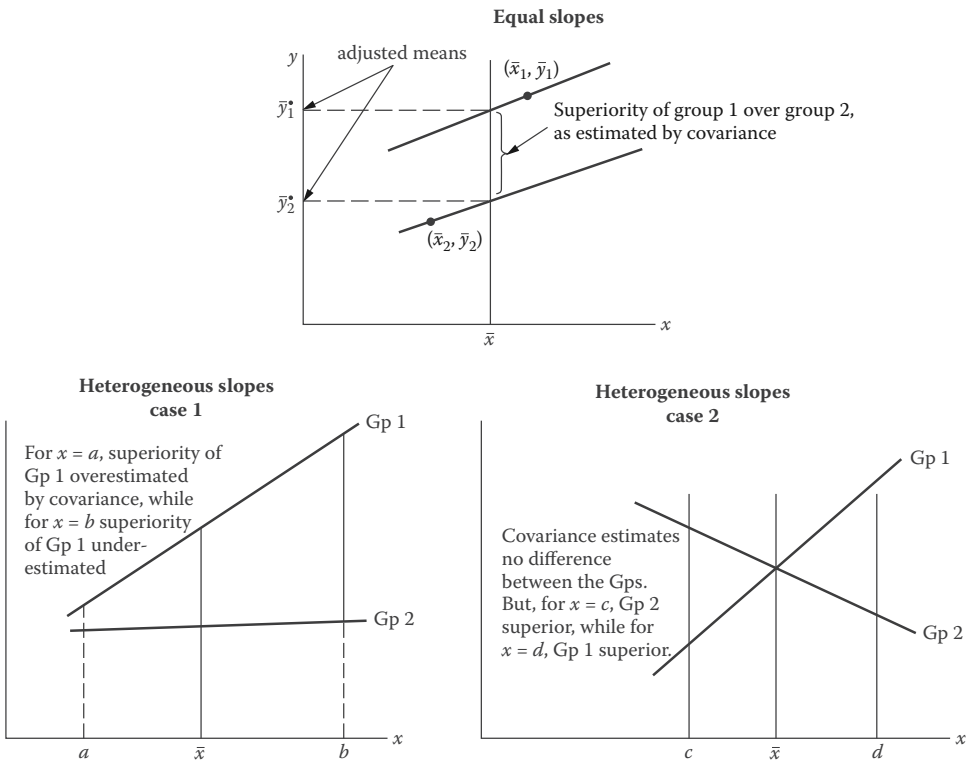 Equal slopes
y
adjusted means
(x̄₁, ȳ₁)
ȳ₁•
Superiority of group 1 over group 2,
as estimated by covariance
ȳ₂•
(x̄₂, ȳ₂)
x
x̄
Heterogeneous slopes
case 1
Gp 1
For x = a, superiority of
Gp 1 overestimated
by covariance, while
for x = b superiority
of Gp 1 under-
estimated
Gp 2
a
x̄
b
x
Heterogeneous slopes
case 2
Gp 1
Covariance estimates
no difference
between the Gps.
But, for x = c, Gp 2
superior, while for
x = d, Gp 1 superior.
Gp 2
c
x̄
d
x